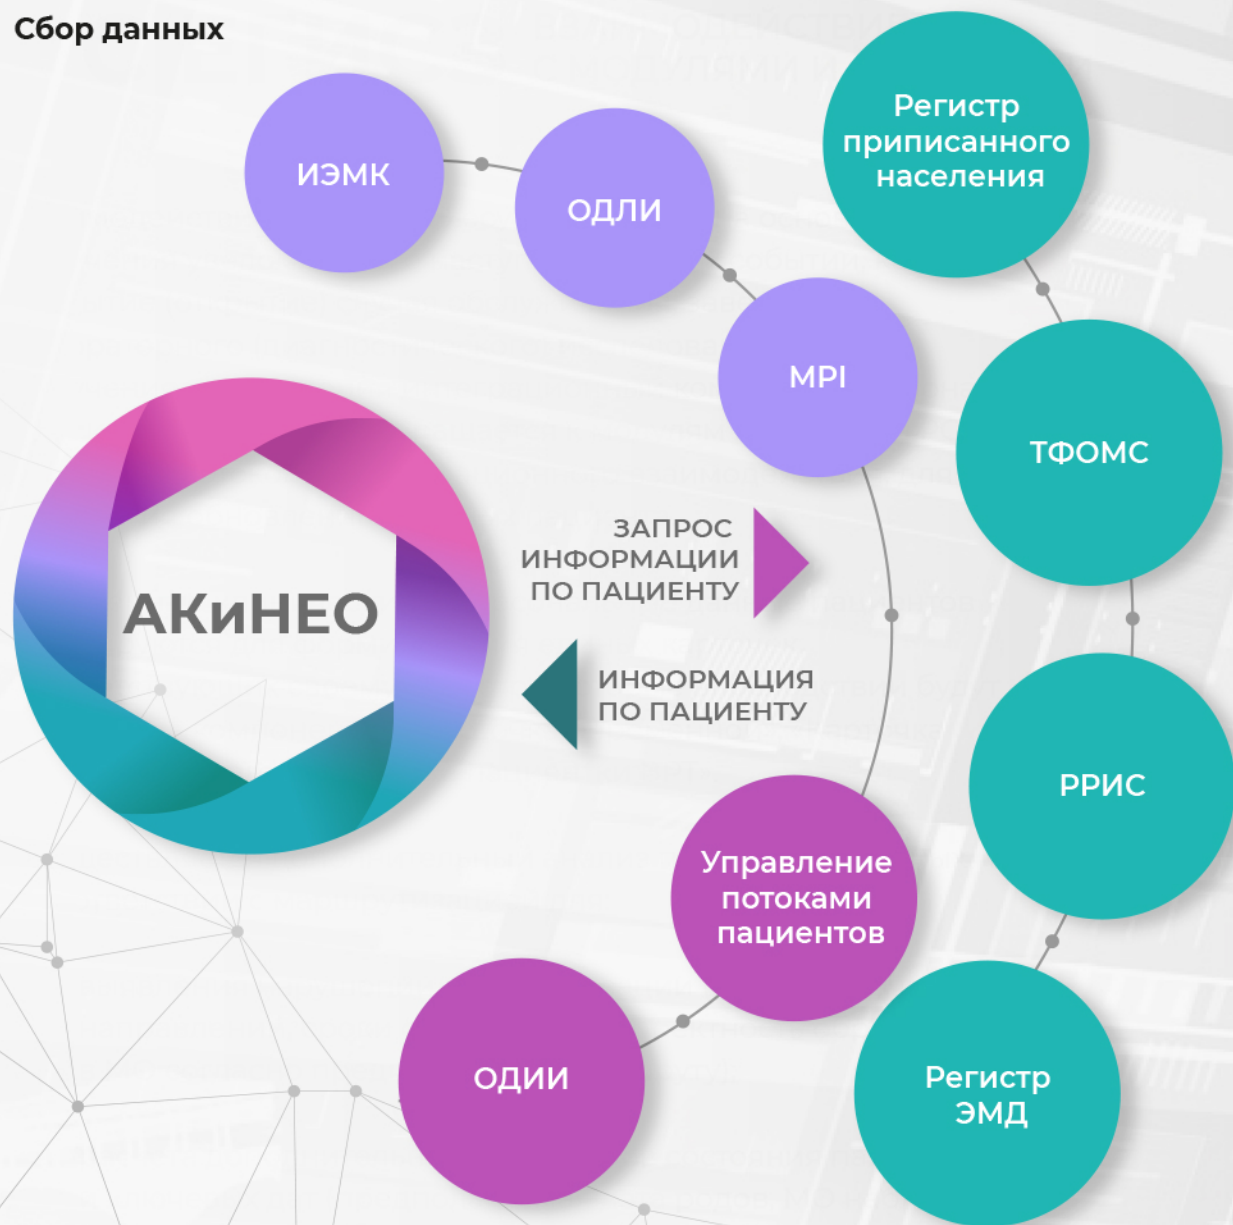 Сбор данных
ИЭМК
ОДЛИ
MPI
Регистр
приписанного
населения
ТФОМС
ЗАПРОС
ИНФОРМАЦИИ
ПО ПАЦИЕНТУ
АКиНЕО
ИНФОРМАЦИЯ
ПО ПАЦИЕНТУ
РРИС
Управление
потоками
пациентов
ОДИИ
Регистр
ЭМД